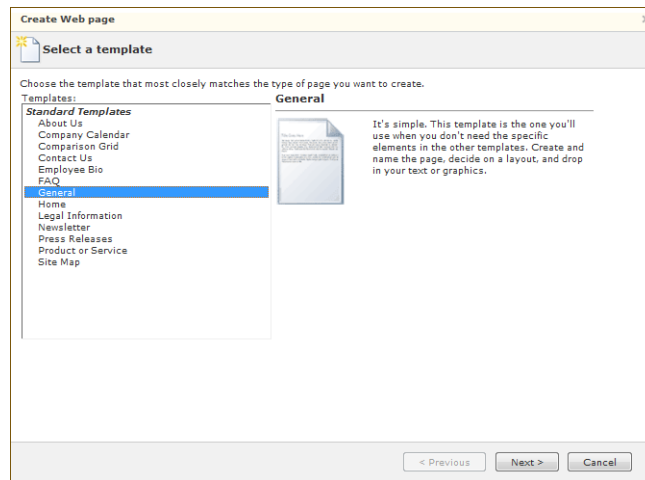 Create Web page
Select a template
Choose the template that most closely matches the type of page you want to create.
Templates:
Standard Templates
About Us
Company Calendar
Comparison Grid
Contact Us
Employee Bio
FAQ
General
Home
Legal Information
Newsletter
Press Releases
Product or Service
Site Map
General
It's simple. This template is the one you'll
use when you don't need the specific
elements in the other templates. Create and
name the page, decide on a layout, and drop
in your text or graphics.
< Previous
Next >
Cancel